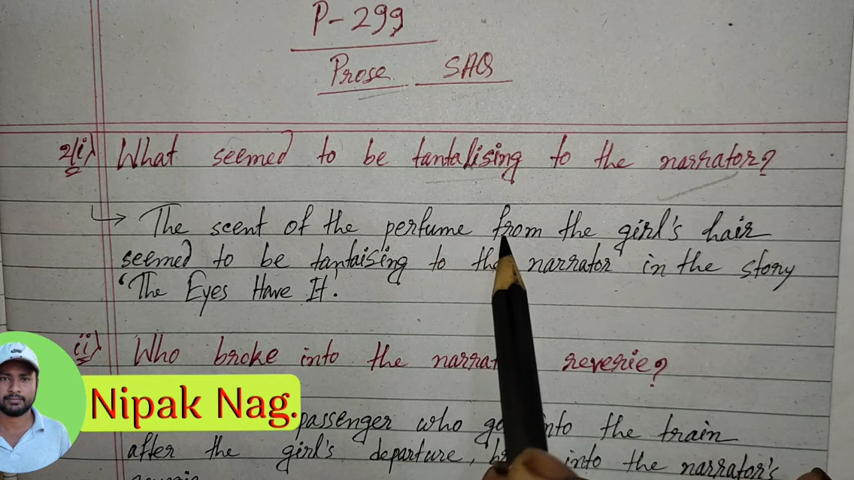 P-299
Prose SAQ
2(i) What seemed to be tantalising to the narrator?
→ The scent of the perfume from the girl's hair
seemed to be tantaising to the narrator in the story
'The Eyes Have It.'
ii) Who broke into the reverie?
Nipak Nag.
passenger who into the train
after the girl's departure, into the narrator's